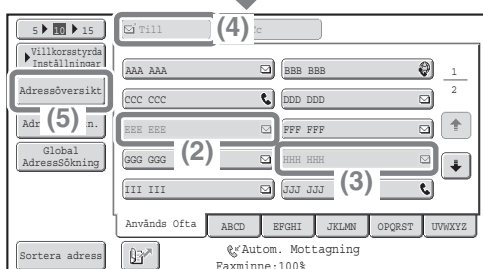 5 10 15
Till (4) c
Villkorsstyrda
Inställningar
AAA AAA
BBB BBB
1
2
Adressöversikt
CCC CCC
DDD DDD
Adr (5) n.
EEE EEE
FFF FFF
(2)
Global
AdressSökning
GGG GGG
HHH HHH
(3)
III III
JJJ JJJ
Används Ofta ABCD EFGHI JKLMN OPQRST UVWXYZ
Sortera adress
Autom. Mottagning
Faxminne:100%